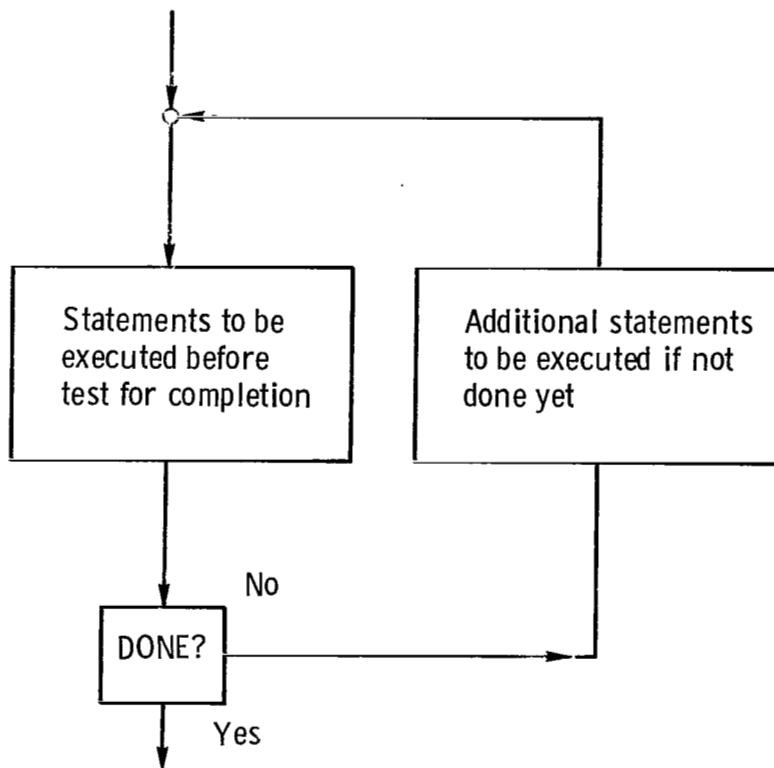 Statements to be
executed before
test for completion
Additional statements
to be executed if not
done yet
No
DONE?
Yes